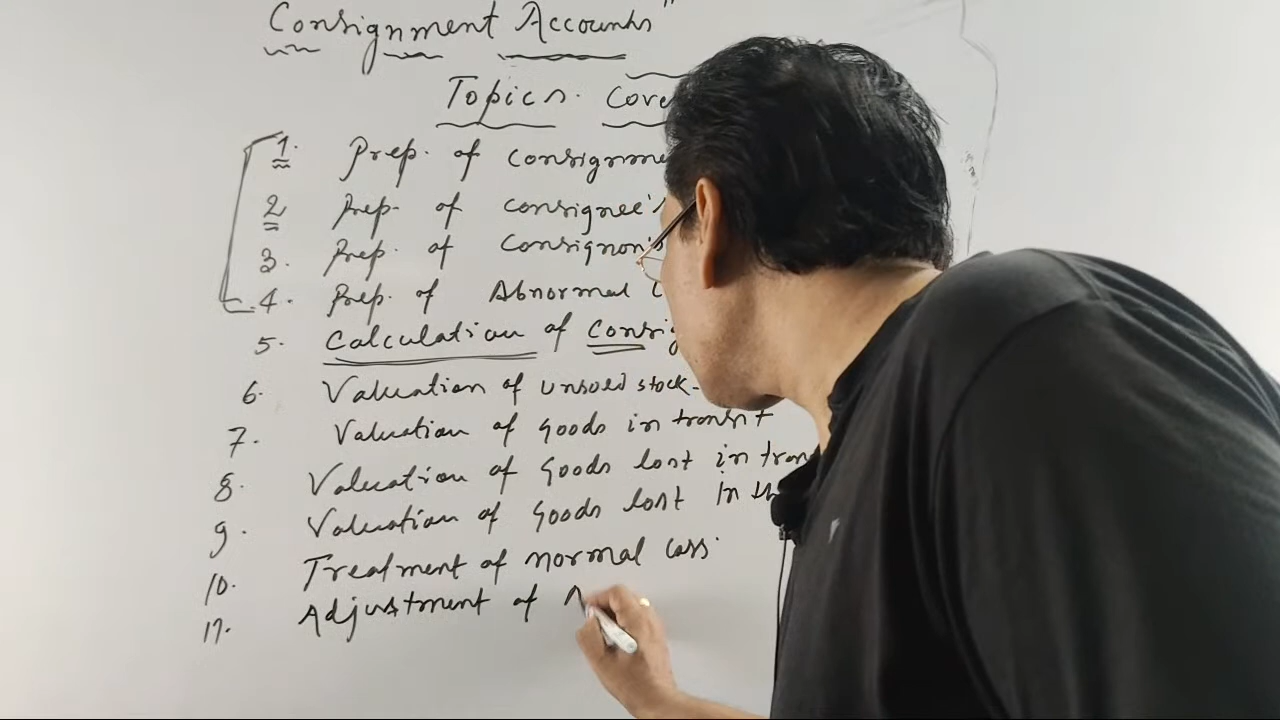 Consignment Accounts"
Topics. Cove
1. Prep. of consignme
2 Prep. of consignee's
3. Prep. of Consignor's
4. Prep. of Abnormal
5. Calculation of Consig
6. Valuation of unsold stock-
7. Valuation of goods in transit
8. Valuation of Goods lost in tran
9. Valuation of Goods lost in th
10. Treatment of normal loss.
11. Adjustment of